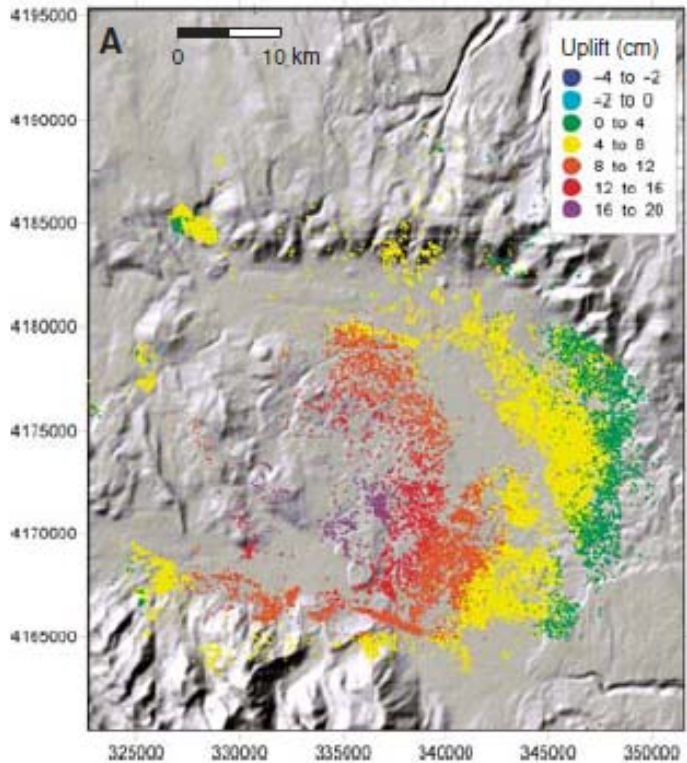 A
0 10 km
Uplift (cm)
-4 to -2
-2 to 0
0 to 4
4 to 8
8 to 12
12 to 16
16 to 20
4195000
4190000
4185000
4180000
4175000
4170000
4165000
325000 330000 335000 340000 345000 350000